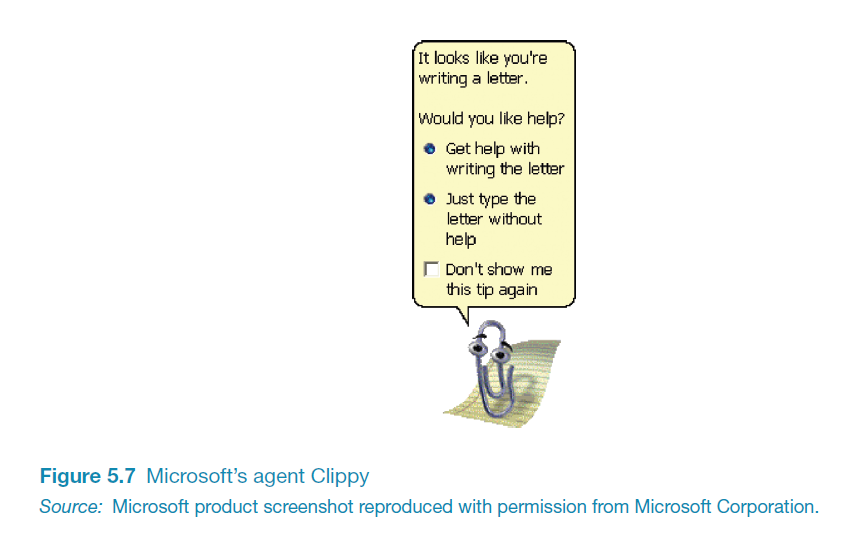 It looks like you're
writing a letter.
Would you like help?
Get help with
writing the letter
Just type the
letter without
help
Don't show me
this tip again
Figure 5.7 Microsoft's agent Clippy
Source: Microsoft product screenshot reproduced with permission from Microsoft Corporation.